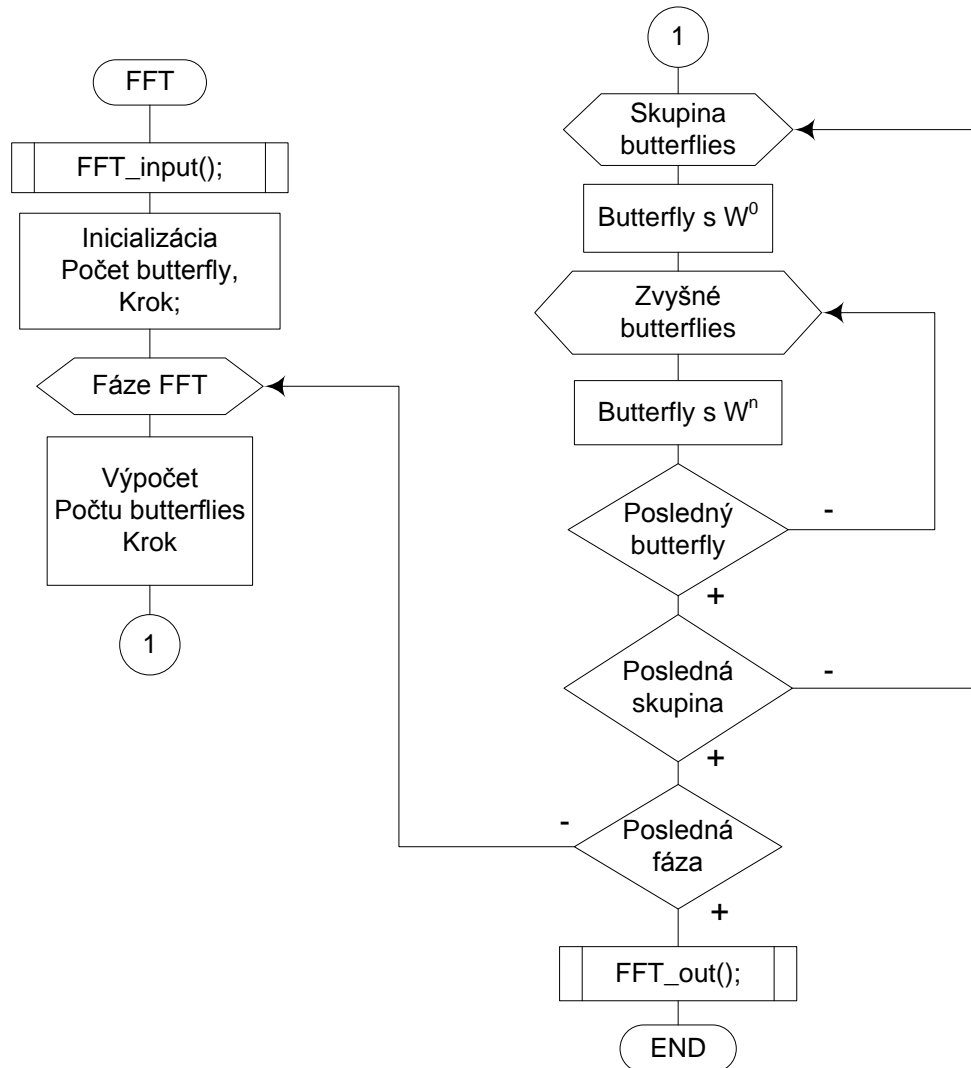 FFT
FFT_input();
Inicializácia
Počet butterfly,
Krok;
Fáze FFT
Výpočet
Počtu butterflies
Krok
1
1
Skupina
butterflies
Butterfly s W⁰
Zvyšné
butterflies
Butterfly s Wⁿ
Posledný
butterfly
-
+
Posledná
skupina
-
+
Posledná
fáza
-
+
FFT_out();
END